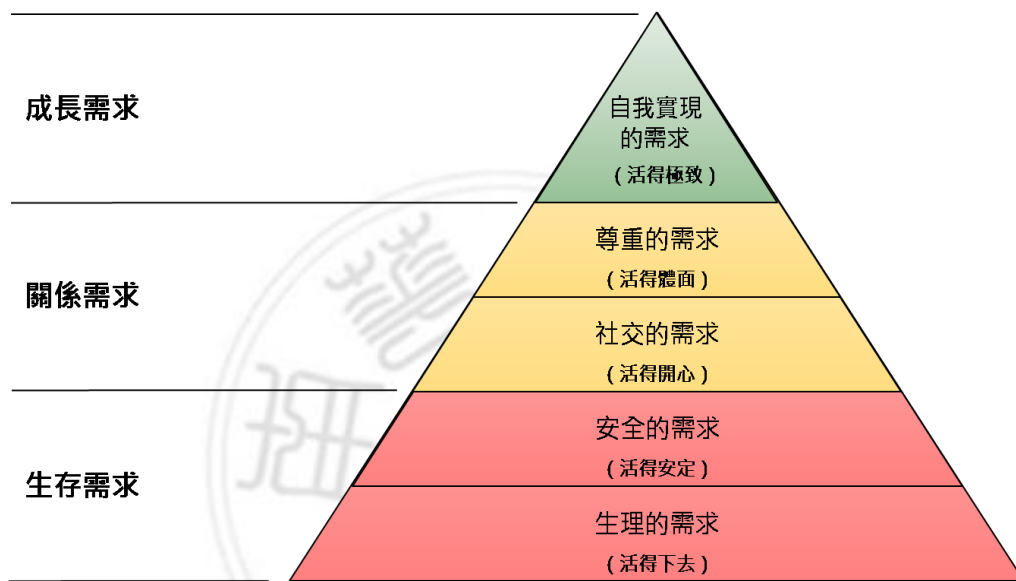 成長需求
自我實現
的需求
(活得極致)
關係需求
尊重的需求
(活得體面)
社交的需求
(活得開心)
生存需求
安全的需求
(活得安定)
生理的需求
(活得下去)